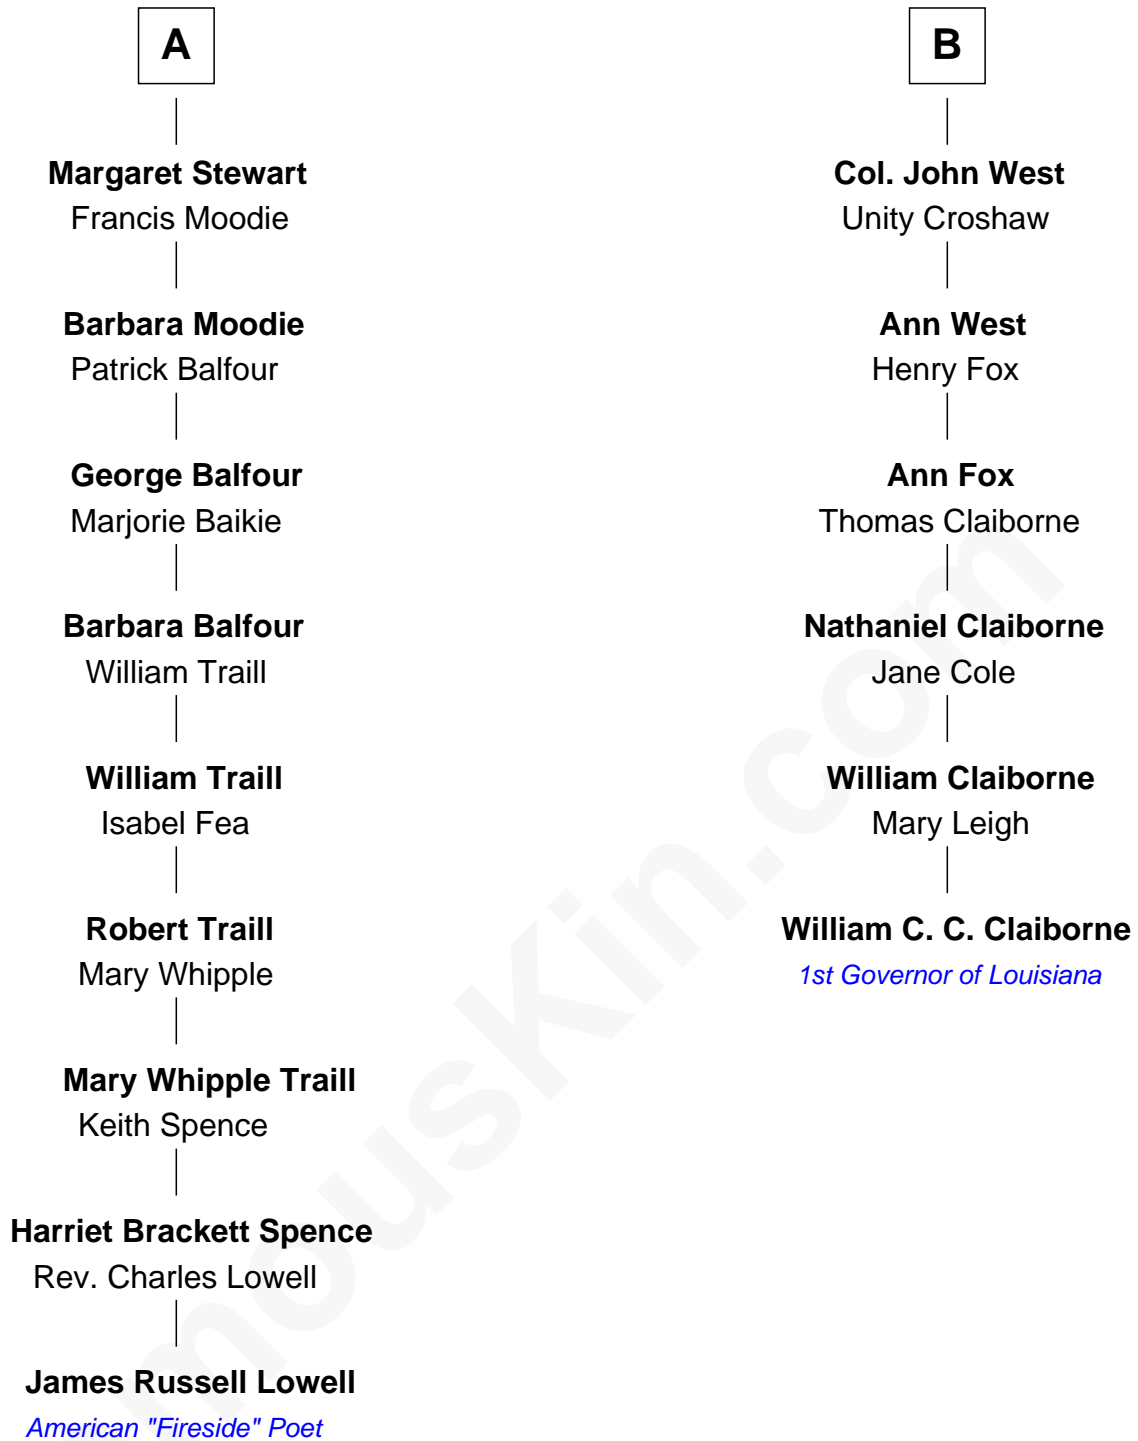 A
Margaret Stewart
Francis Moodie
Barbara Moodie
Patrick Balfour
George Balfour
Marjorie Baikie
Barbara Balfour
William Traill
William Traill
Isabel Fea
Robert Traill
Mary Whipple
Mary Whipple Traill
Keith Spence
Harriet Brackett Spence
Rev. Charles Lowell
James Russell Lowell
American "Fireside" Poet
B
Col. John West
Unity Croshaw
Ann West
Henry Fox
Ann Fox
Thomas Claiborne
Nathaniel Claiborne
Jane Cole
William Claiborne
Mary Leigh
William C. C. Claiborne
1st Governor of Louisiana
mousKin.com